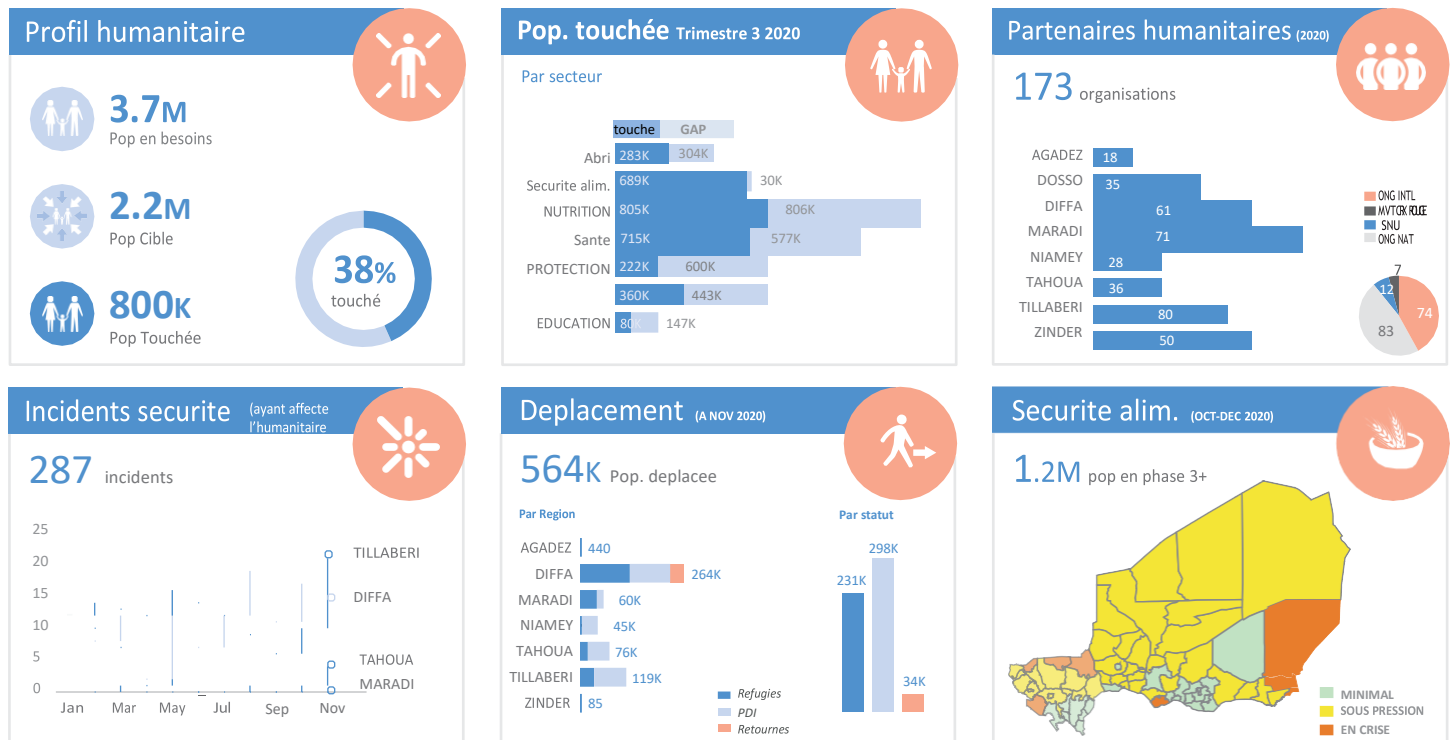 Profil humanitaire
3.7M
Pop en besoins
2.2M
Pop Cible
800K
Pop Touchée
38%
touché
Pop. touchée Trimestre 3 2020
Par secteur
touche GAP
Abri 283K 304K
Securite alim. 689K 30K
NUTRITION 805K 806K
Sante 715K 577K
PROTECTION 222K 600K
360K 443K
EDUCATION 80K 147K
Partenaires humanitaires (2020)
173 organisations
AGADEZ 18
DOSSO 35
DIFFA 61
MARADI 71
NIAMEY 28
TAHOUA 36
TILLABERI 80
ZINDER 50
ONG INTL
MVT CRX ROUGE
SNU
ONG NAT
7
12
74
83
Incidents securite (ayant affecte
l'humanitaire
287 incidents
25
20
15
10
5
0
Jan Mar May Jul Sep Nov
TILLABERI
DIFFA
TAHOUA
MARADI
Deplacement (A NOV 2020)
564K Pop. deplacee
Par Region
AGADEZ 440
DIFFA 264K
MARADI 60K
NIAMEY 45K
TAHOUA 76K
TILLABERI 119K
ZINDER 85
Refugies
PDI
Retournes
Par statut
231K
298K
34K
Securite alim. (OCT-DEC 2020)
1.2M pop en phase 3+
MINIMAL
SOUS PRESSION
EN CRISE